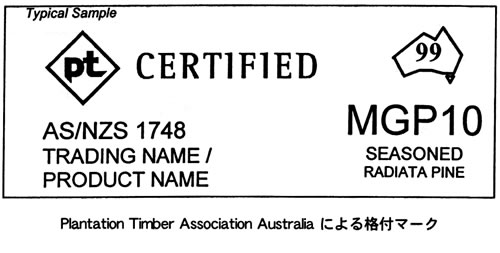 Typical Sample
pt CERTIFIED
99
AS/NZS 1748
TRADING NAME /
PRODUCT NAME
MGP10
SEASONED
RADIATA PINE
Plantation Timber Association Australia による格付マーク